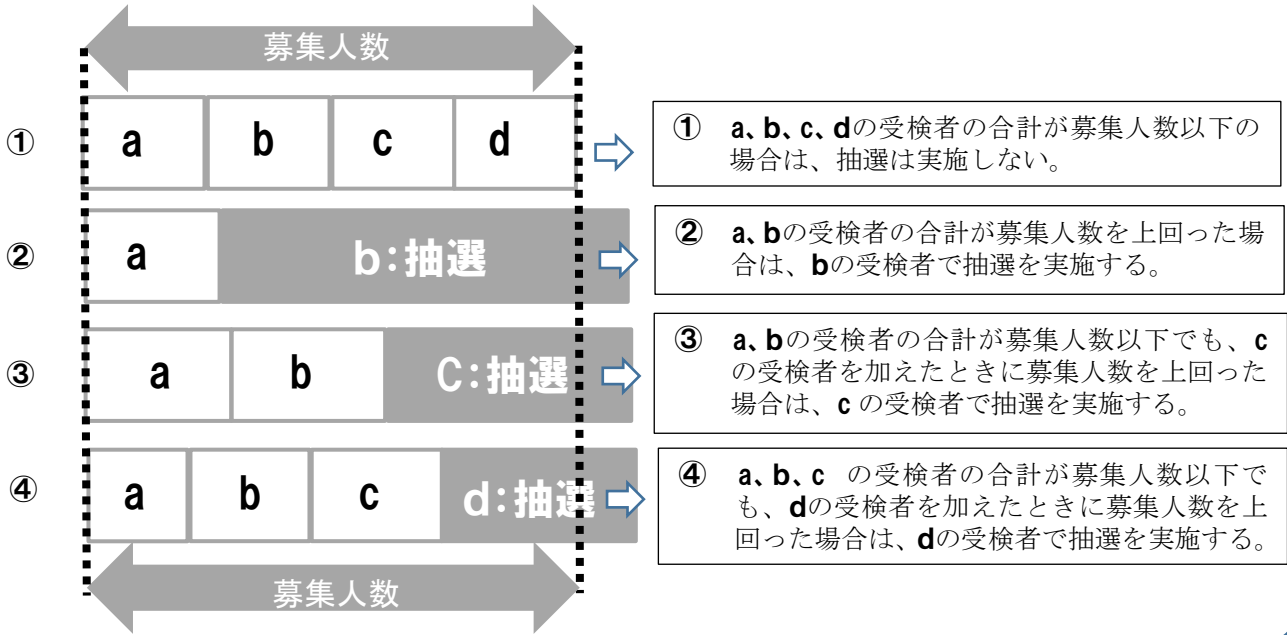 募集人数
① a b c d
① a、b、c、dの受検者の合計が募集人数以下の
場合は、抽選は実施しない。
② a b:抽選
② a、bの受検者の合計が募集人数を上回った場
合は、bの受検者で抽選を実施する。
③ a b C:抽選
③ a、bの受検者の合計が募集人数以下でも、c
の受検者を加えたときに募集人数を上回った
場合は、c の受検者で抽選を実施する。
④ a b c d:抽選
④ a、b、c の受検者の合計が募集人数以下で
も、dの受検者を加えたときに募集人数を上
回った場合は、dの受検者で抽選を実施する。
募集人数